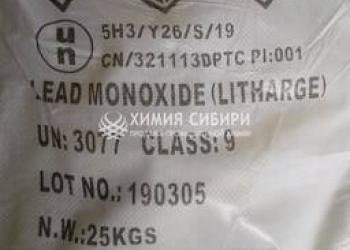 un 5H3/Y26/S/19
CN/321113DPTC PI:001
LEAD MONOXIDE (LITHARGE)
ХИМИЯ СИБИРИ
UN: 3077 CLASS: 9
LOT NO.: 190305
N.W.:25KGS